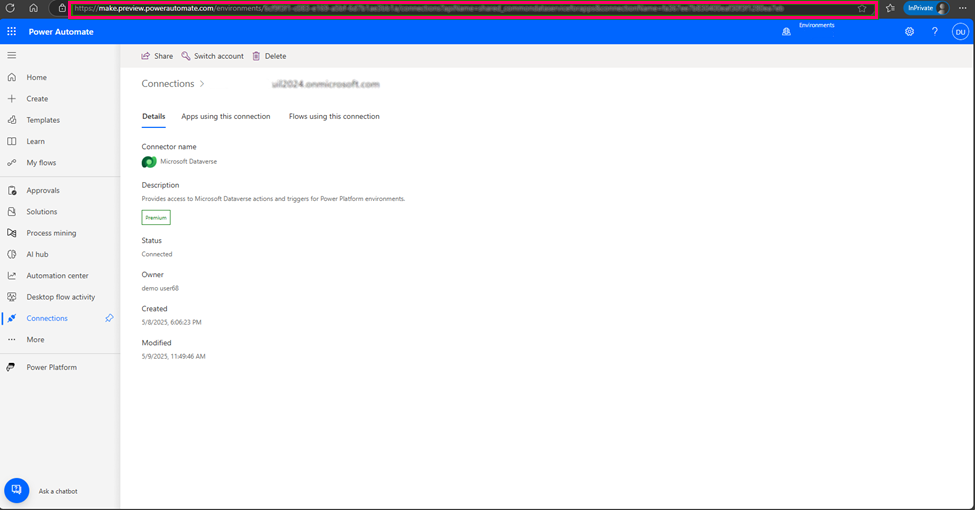 https://make.preview.powerautomate.com/environments/
InPrivate
Power Automate
Environments
DU
Share Switch account Delete
Connections
uil2024.onmicrosoft.com
Details Apps using this connection Flows using this connection
Home
Create
Templates
Learn
My flows
Approvals
Solutions
Process mining
AI hub
Automation center
Desktop flow activity
Connections
More
Power Platform
Ask a chatbot
Connector name
Microsoft Dataverse
Description
Provides access to Microsoft Dataverse actions and triggers for Power Platform environments.
Premium
Status
Connected
Owner
demo user68
Created
5/8/2025, 6:06:23 PM
Modified
5/9/2025, 11:49:46 AM